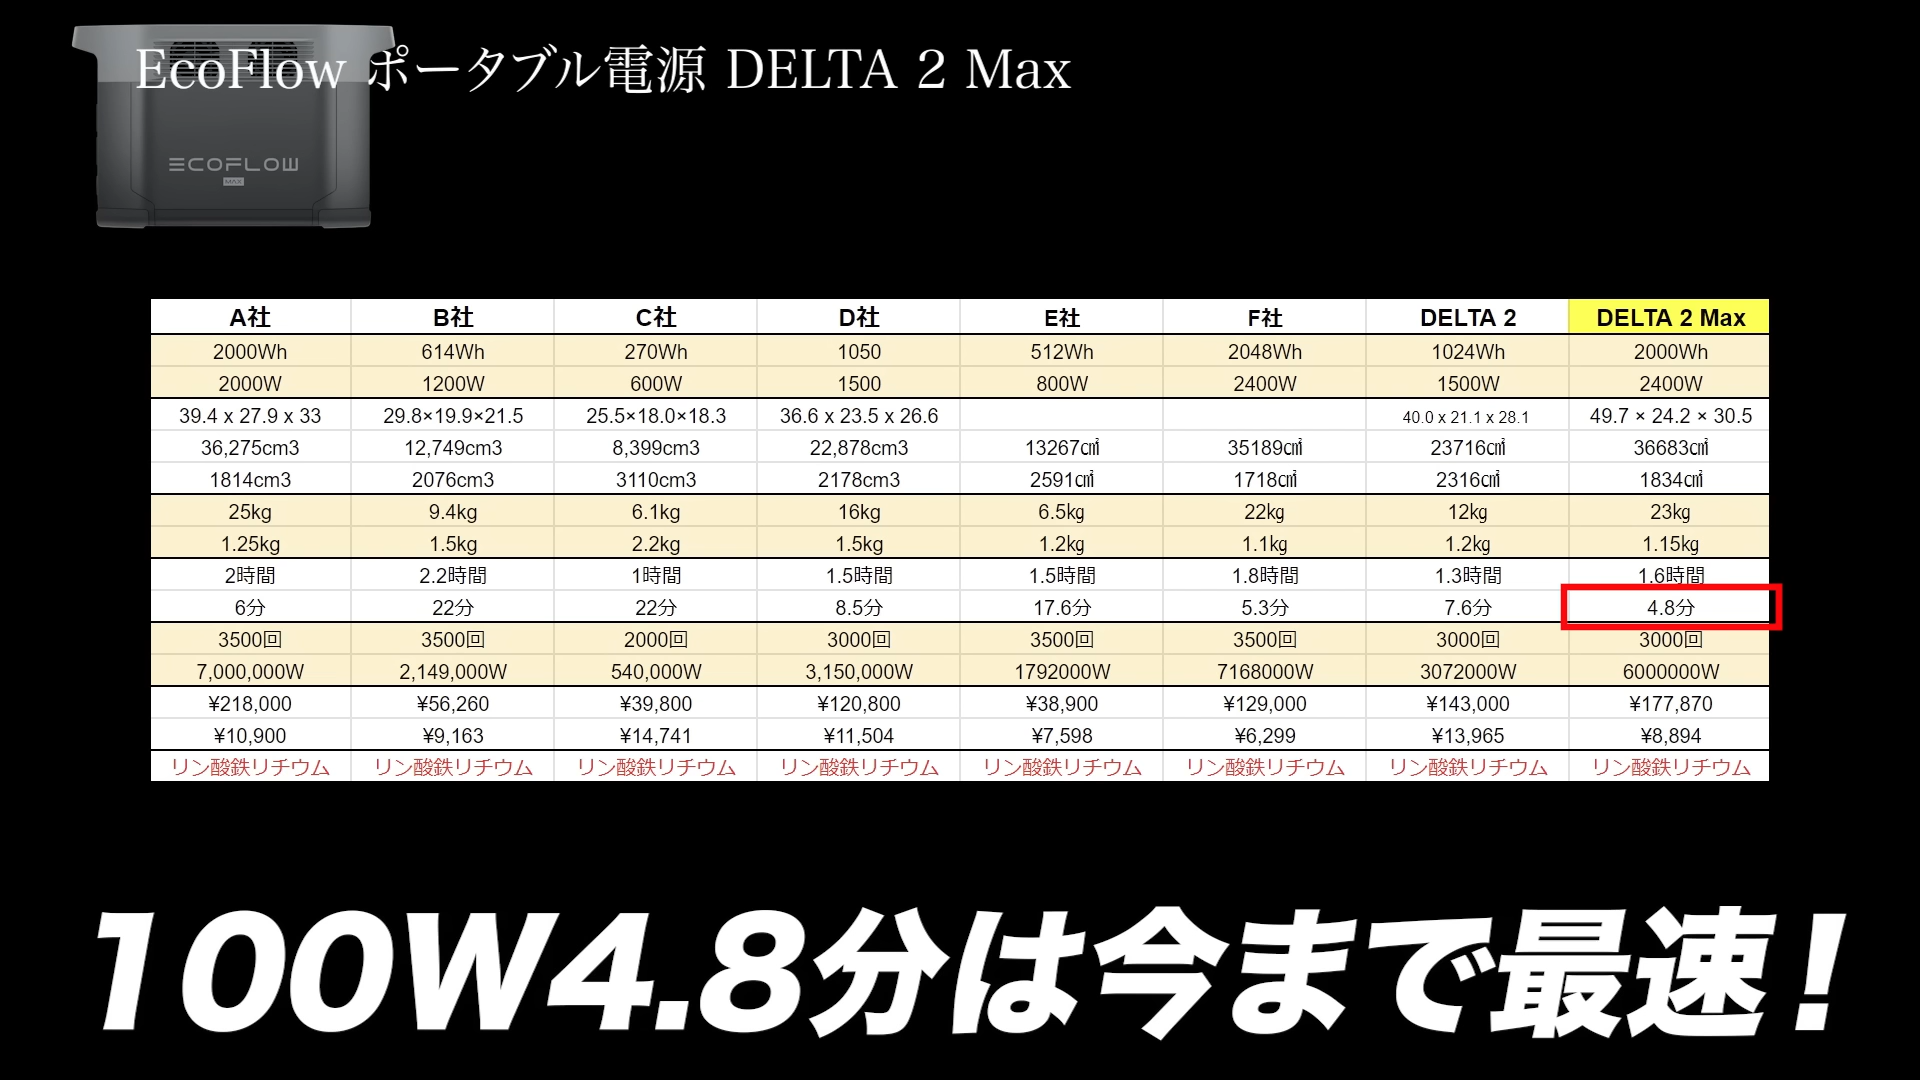 EcoFlow ポータブル電源 DELTA 2 Max
ECOFLOW
MAX
A社 B社 C社 D社 E社 F社 DELTA 2 DELTA 2 Max
2000Wh 614Wh 270Wh 1050 512Wh 2048Wh 1024Wh 2000Wh
2000W 1200W 600W 1500 800W 2400W 1500W 2400W
39.4 x 27.9 x 33 29.8×19.9×21.5 25.5×18.0×18.3 36.6 x 23.5 x 26.6 40.0 x 21.1 x 28.1 49.7 × 24.2 × 30.5
36,275cm3 12,749cm3 8,399cm3 22,878cm3 13267㎠ 35189㎠ 23716㎠ 36683㎠
1814cm3 2076cm3 3110cm3 2178cm3 2591㎠ 1718㎠ 2316㎠ 1834㎠
25kg 9.4kg 6.1kg 16kg 6.5㎏ 22㎏ 12㎏ 23㎏
1.25kg 1.5kg 2.2kg 1.5kg 1.2㎏ 1.1㎏ 1.2㎏ 1.15㎏
2時間 2.2時間 1時間 1.5時間 1.5時間 1.8時間 1.3時間 1.6時間
6分 22分 22分 8.5分 17.6分 5.3分 7.6分 4.8分
3500回 3500回 2000回 3000回 3500回 3500回 3000回 3000回
7,000,000W 2,149,000W 540,000W 3,150,000W 1792000W 7168000W 3072000W 6000000W
¥218,000 ¥56,260 ¥39,800 ¥120,800 ¥38,900 ¥129,000 ¥143,000 ¥177,870
¥10,900 ¥9,163 ¥14,741 ¥11,504 ¥7,598 ¥6,299 ¥13,965 ¥8,894
リン酸鉄リチウム リン酸鉄リチウム リン酸鉄リチウム リン酸鉄リチウム リン酸鉄リチウム リン酸鉄リチウム リン酸鉄リチウム リン酸鉄リチウム
100W4.8分は今まで最速！